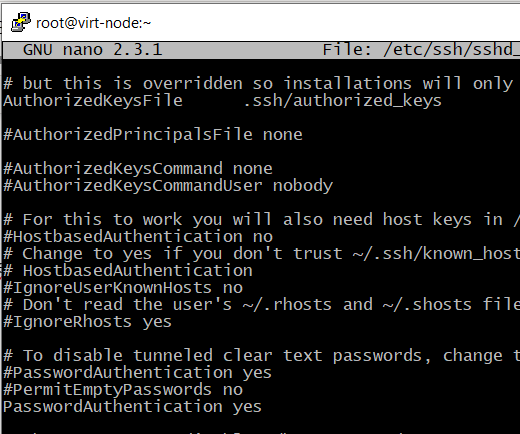 root@virt-node:~
GNU nano 2.3.1 File: /etc/ssh/sshd_
# but this is overridden so installations will only
AuthorizedKeysFile .ssh/authorized_keys
#AuthorizedPrincipalsFile none
#AuthorizedKeysCommand none
#AuthorizedKeysCommandUser nobody
# For this to work you will also need host keys in /
#HostbasedAuthentication no
# Change to yes if you don't trust ~/.ssh/known_host
# HostbasedAuthentication
#IgnoreUserKnownHosts no
# Don't read the user's ~/.rhosts and ~/.shosts file
#IgnoreRhosts yes
# To disable tunneled clear text passwords, change t
#PasswordAuthentication yes
#PermitEmptyPasswords no
PasswordAuthentication yes